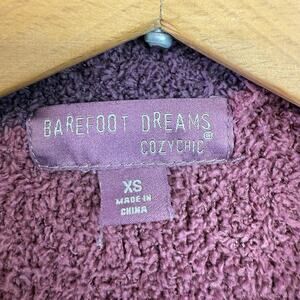 BAREFOOT DREAMS
COZYCHIC®
XS
MADE IN
CHINA